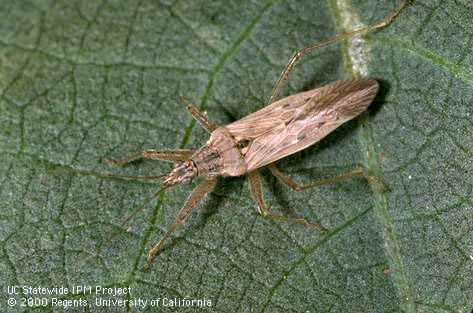 UC Statewide IPM Project
© 2000 Regents, University of California